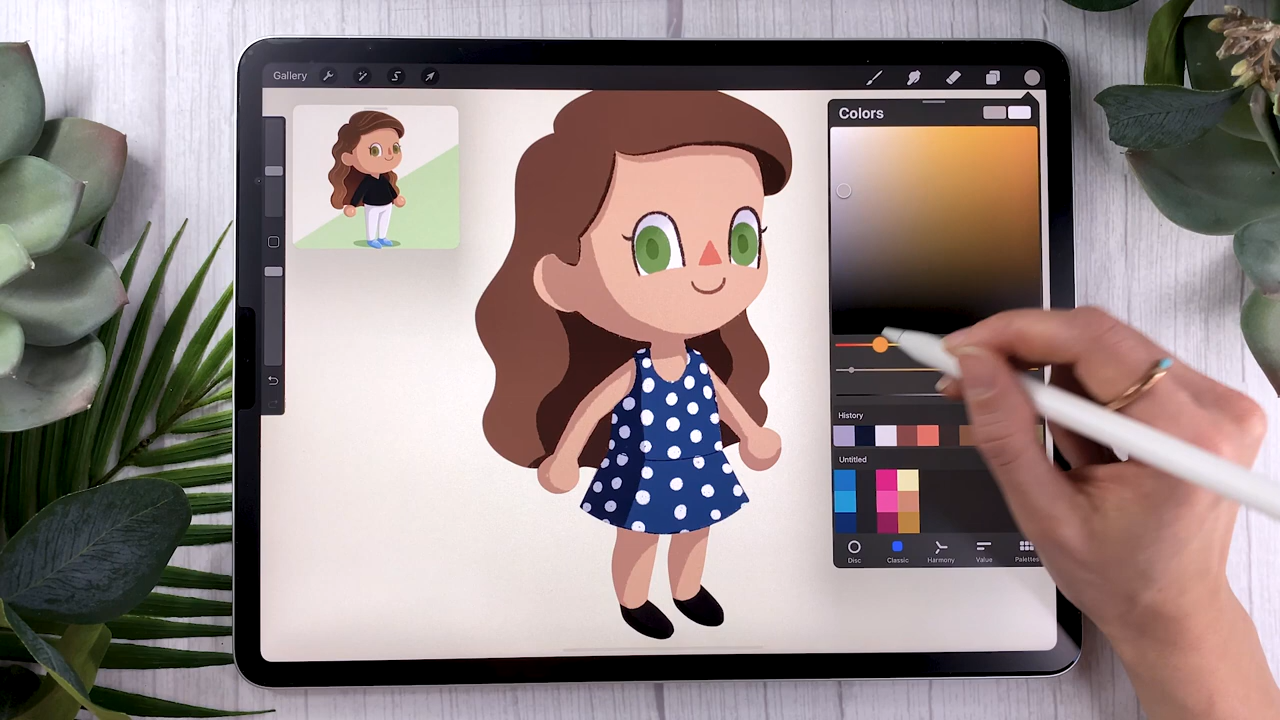 Gallery
Colors
History
Untitled
Disc
Classic
Harmony
Value
Palettes